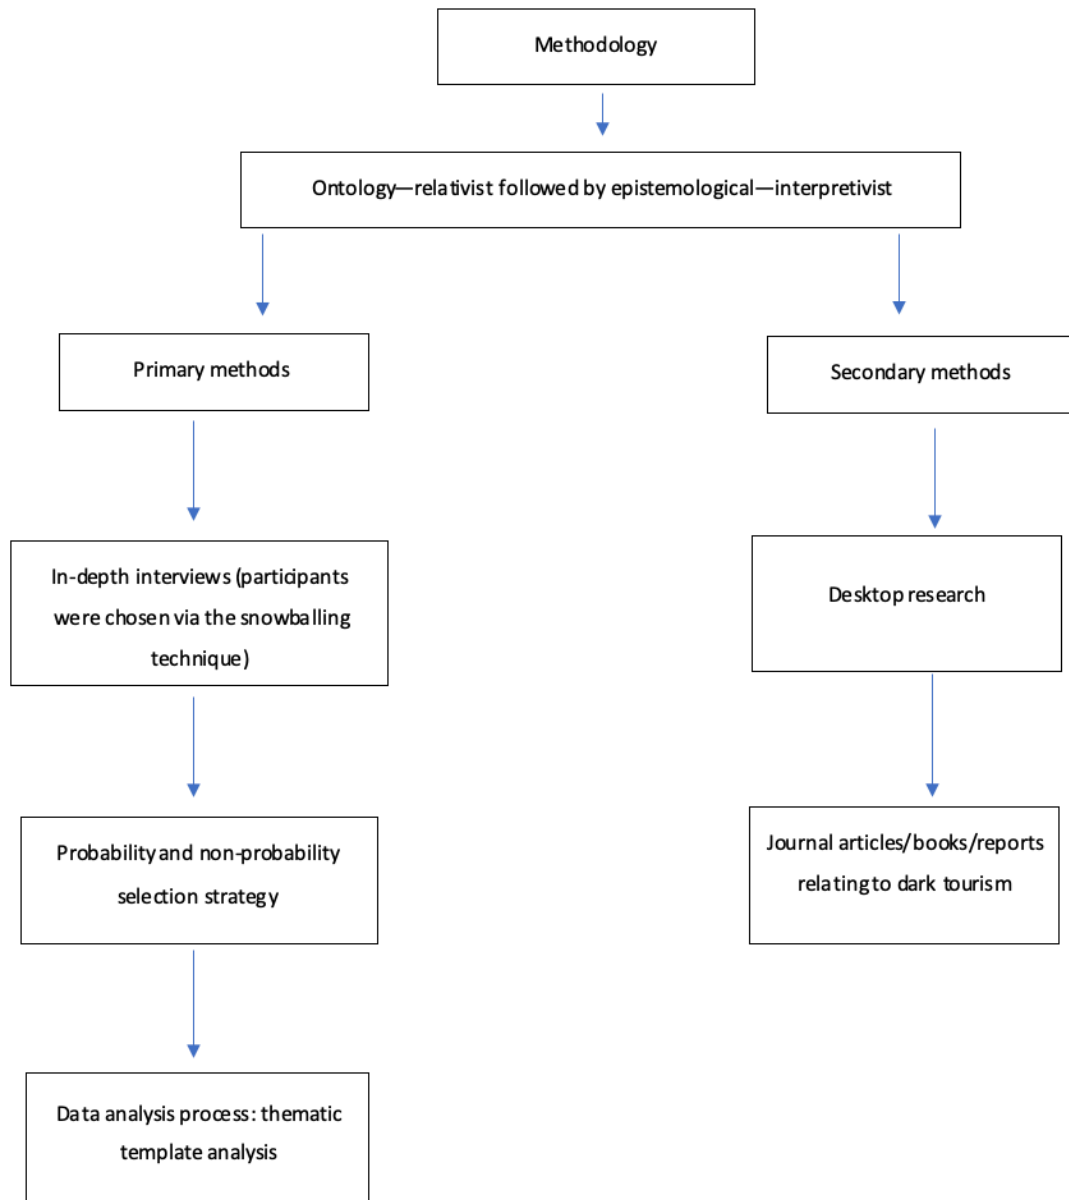 Methodology
Ontology—relativist followed by epistemological—interpretivist
Primary methods
Secondary methods
In-depth interviews (participants
were chosen via the snowballing
technique)
Desktop research
Probability and non-probability
selection strategy
Journal articles/books/reports
relating to dark tourism
Data analysis process: thematic
template analysis